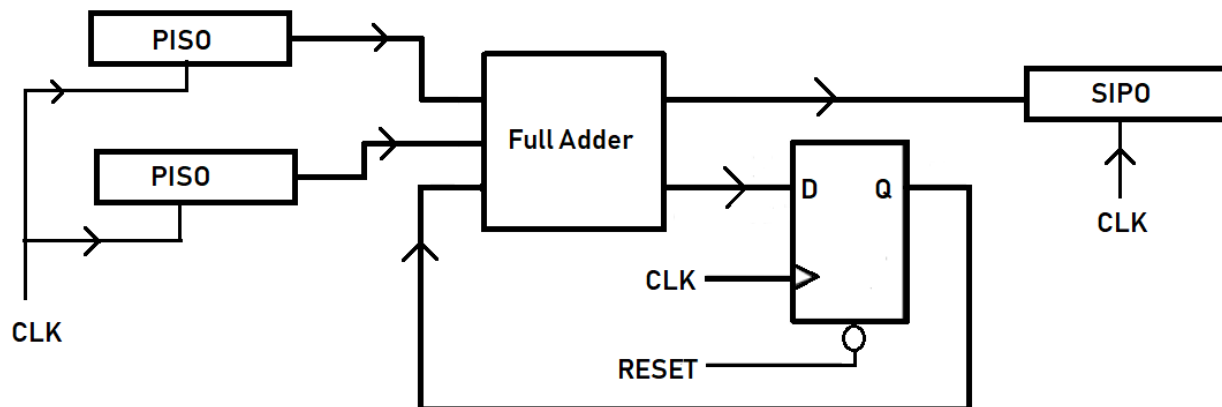 PISO
PISO
CLK
Full Adder
SIPO
CLK
D Q
CLK
RESET